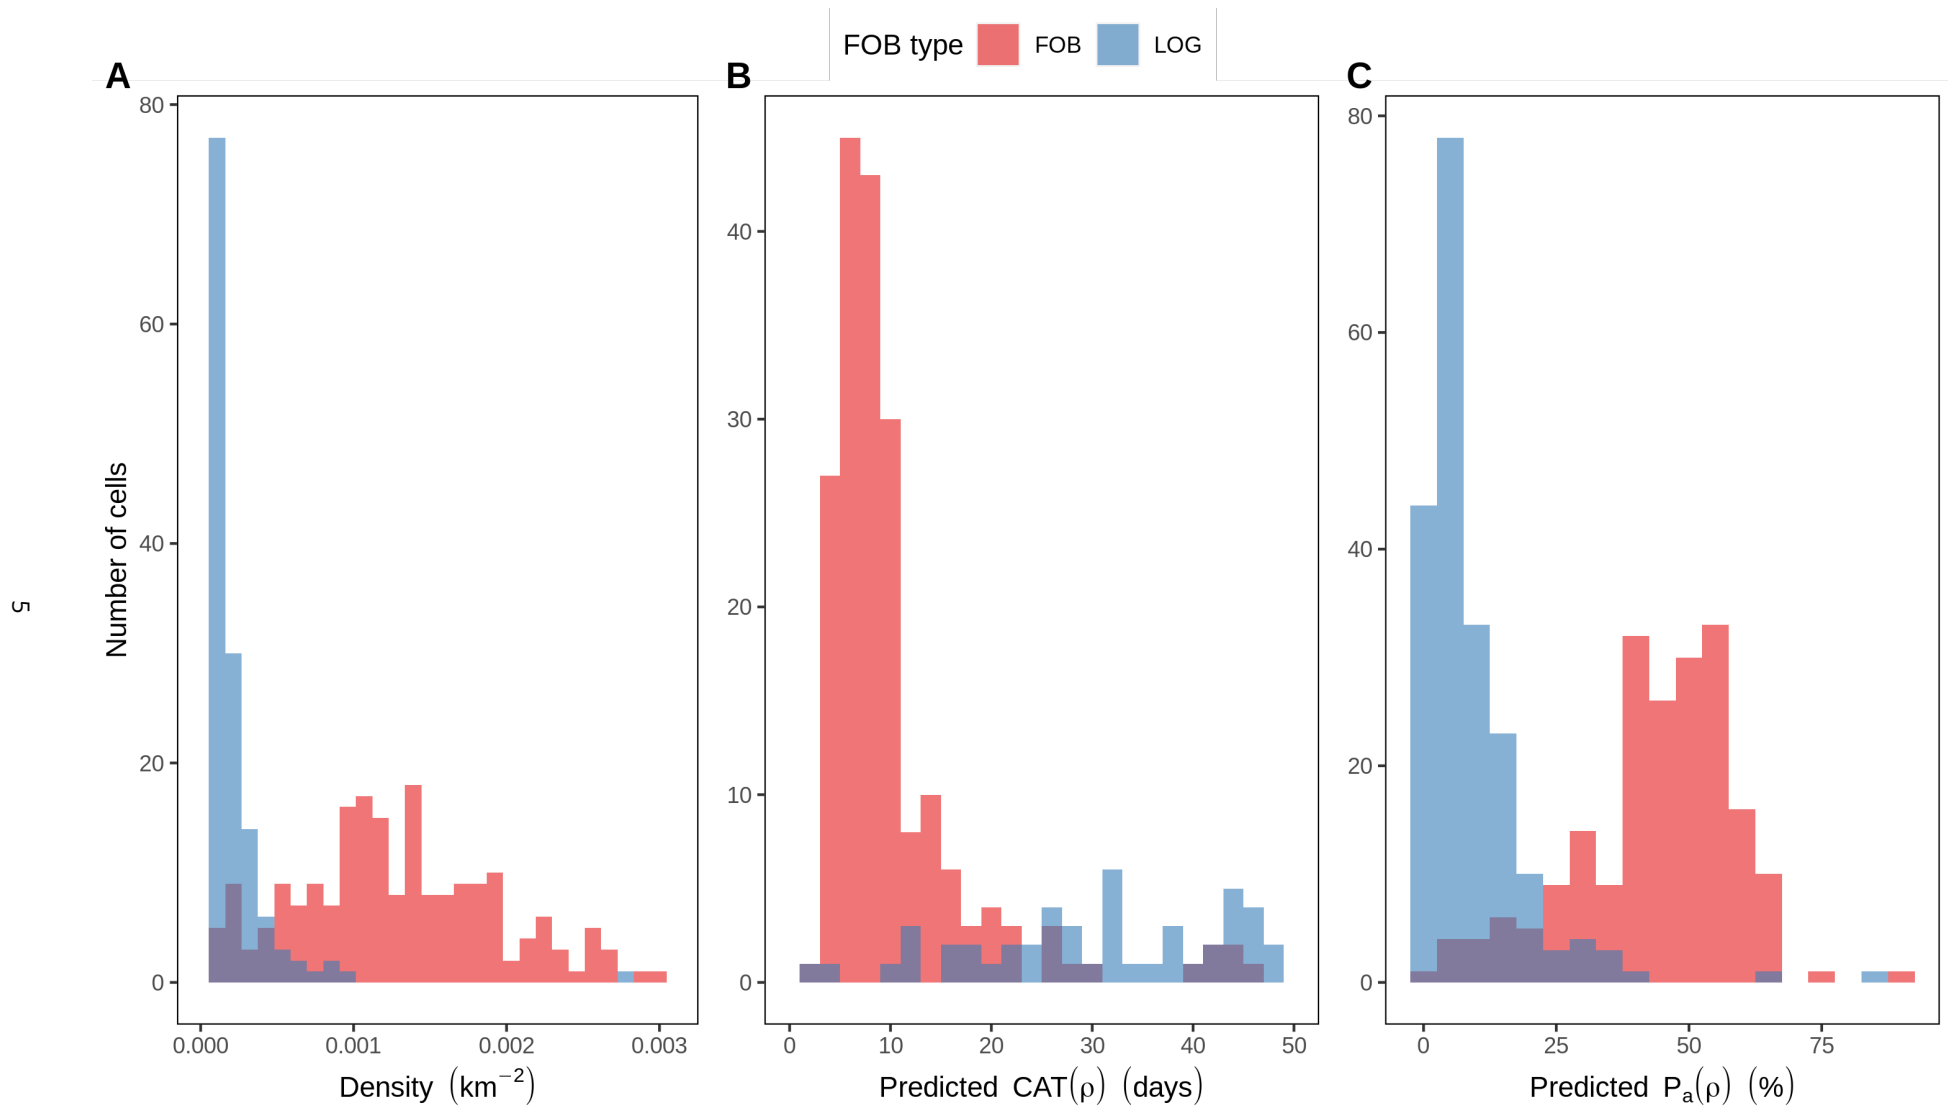 FOB type FOB LOG
A
B
C
Number of cells
80
60
40
20
0
0.000 0.001 0.002 0.003
Density (km⁻²)
40
30
20
10
0
0 10 20 30 40 50
Predicted CAT(ρ) (days)
80
60
40
20
0
0 25 50 75
Predicted Pₐ(ρ) (%)
5